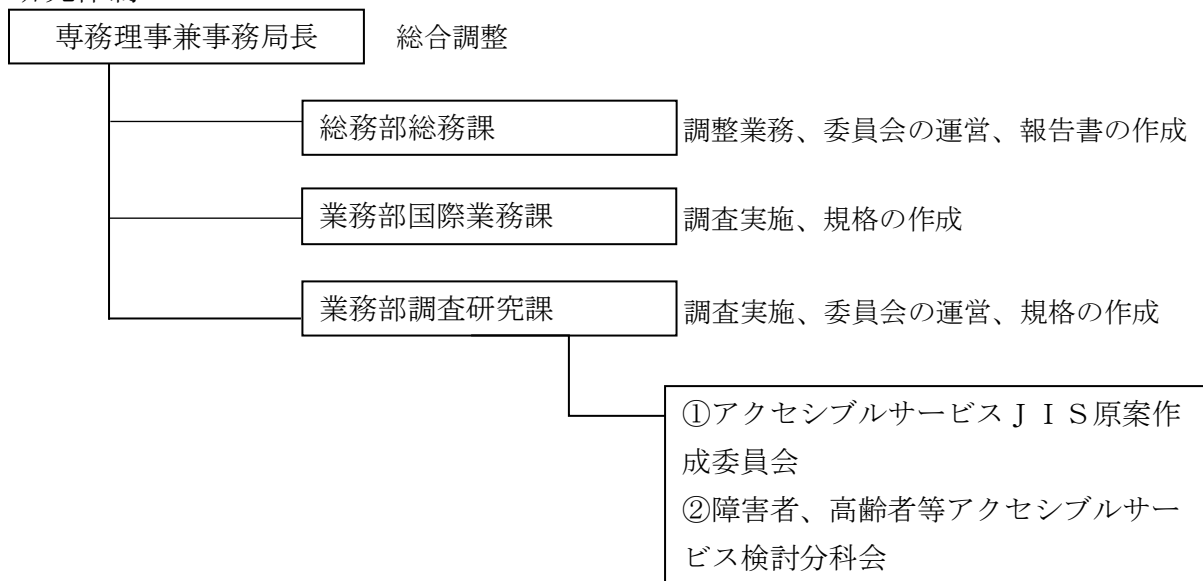 専務理事兼事務局長 総合調整
総務部総務課 調整業務、委員会の運営、報告書の作成
業務部国際業務課 調査実施、規格の作成
業務部調査研究課 調査実施、委員会の運営、規格の作成
①アクセシブルサービスＪＩＳ原案作
成委員会
②障害者、高齢者等アクセシブルサー
ビス検討分科会